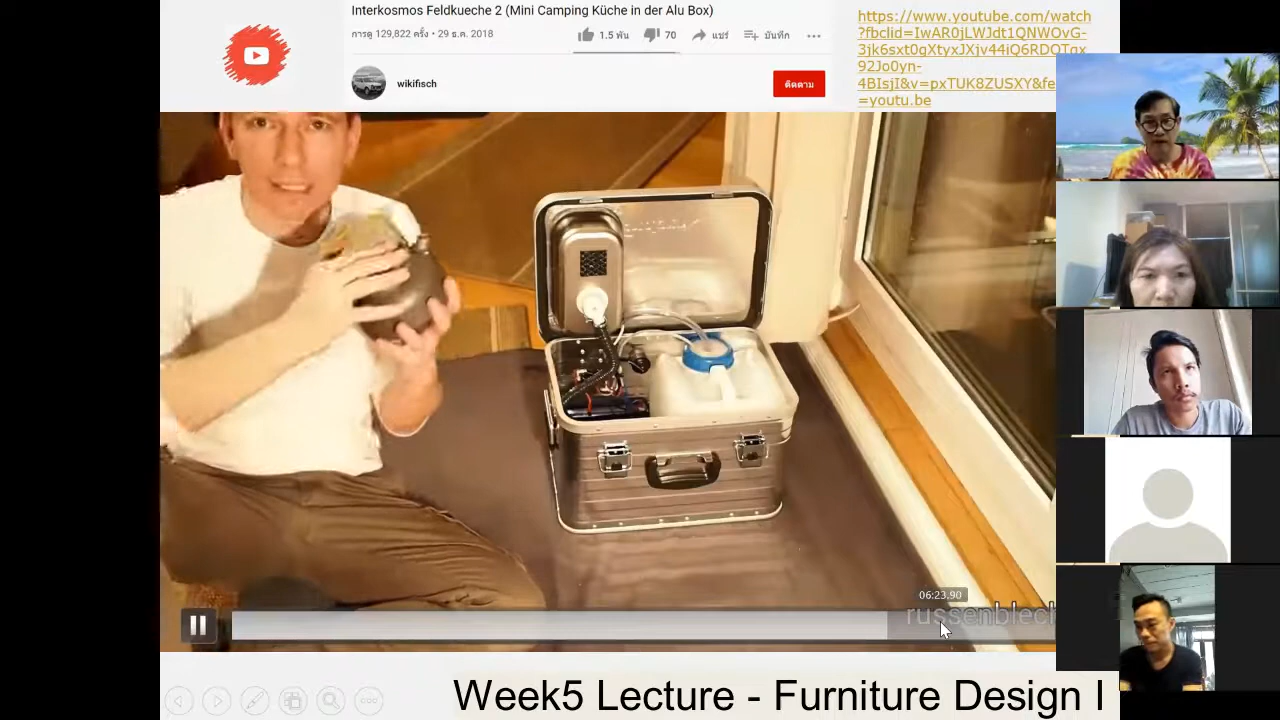 Interkosmos Feldkueche 2 (Mini Camping Küche in der Alu Box)
การดู 129,822 ครั้ง • 29 ธ.ค. 2018
1.5 พัน 70 แชร์ บันทึก
wikifisch
ติดตาม
https://www.youtube.com/watch
?fbclid=IwAR0jLWJdt1QNWOvG-
3jk6sxt0gXtyxJXjv44iQ6RDOTqx
92Jo0yn-
4BIsjI&v=pxTUK8ZUSXY&fe
=youtu.be
06:23.90
russenblech
Week5 Lecture - Furniture Design I